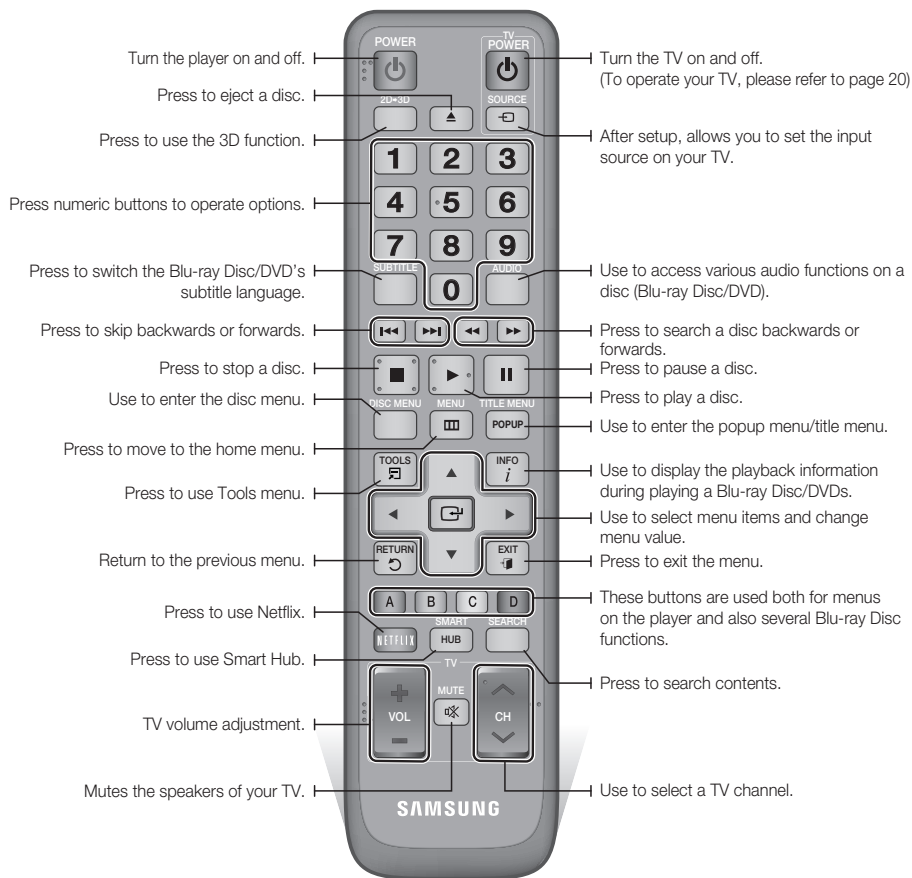 POWER
TV
POWER
Turn the player on and off.
Turn the TV on and off.
(To operate your TV, please refer to page 20)
Press to eject a disc.
2D▸3D
SOURCE
Press to use the 3D function.
After setup, allows you to set the input
source on your TV.
1 2 3
4 5 6
7 8 9
0
Press numeric buttons to operate options.
SUBTITLE
AUDIO
Press to switch the Blu-ray Disc/DVD's
subtitle language.
Use to access various audio functions on a
disc (Blu-ray Disc/DVD).
Press to skip backwards or forwards.
Press to search a disc backwards or
forwards.
Press to stop a disc.
Press to pause a disc.
Press to play a disc.
Use to enter the disc menu.
DISC MENU MENU TITLE MENU
POPUP
Use to enter the popup menu/title menu.
Press to move to the home menu.
TOOLS
INFO
i
Press to use Tools menu.
Use to display the playback information
during playing a Blu-ray Disc/DVDs.
Use to select menu items and change
menu value.
RETURN
EXIT
Return to the previous menu.
Press to exit the menu.
A B C D
These buttons are used both for menus
on the player and also several Blu-ray Disc
functions.
Press to use Netflix.
NETFLIX
SMART
HUB
SEARCH
Press to use Smart Hub.
Press to search contents.
TV
MUTE
VOL
CH
TV volume adjustment.
Mutes the speakers of your TV.
Use to select a TV channel.
SAMSUNG